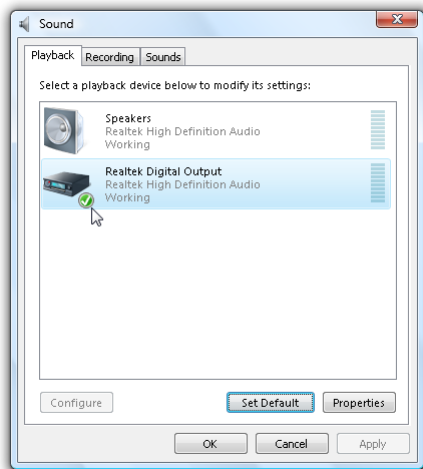 Sound
Playback Recording Sounds
Select a playback device below to modify its settings:
Speakers
Realtek High Definition Audio
Working
Realtek Digital Output
Realtek High Definition Audio
Working
Configure Set Default Properties
OK Cancel Apply